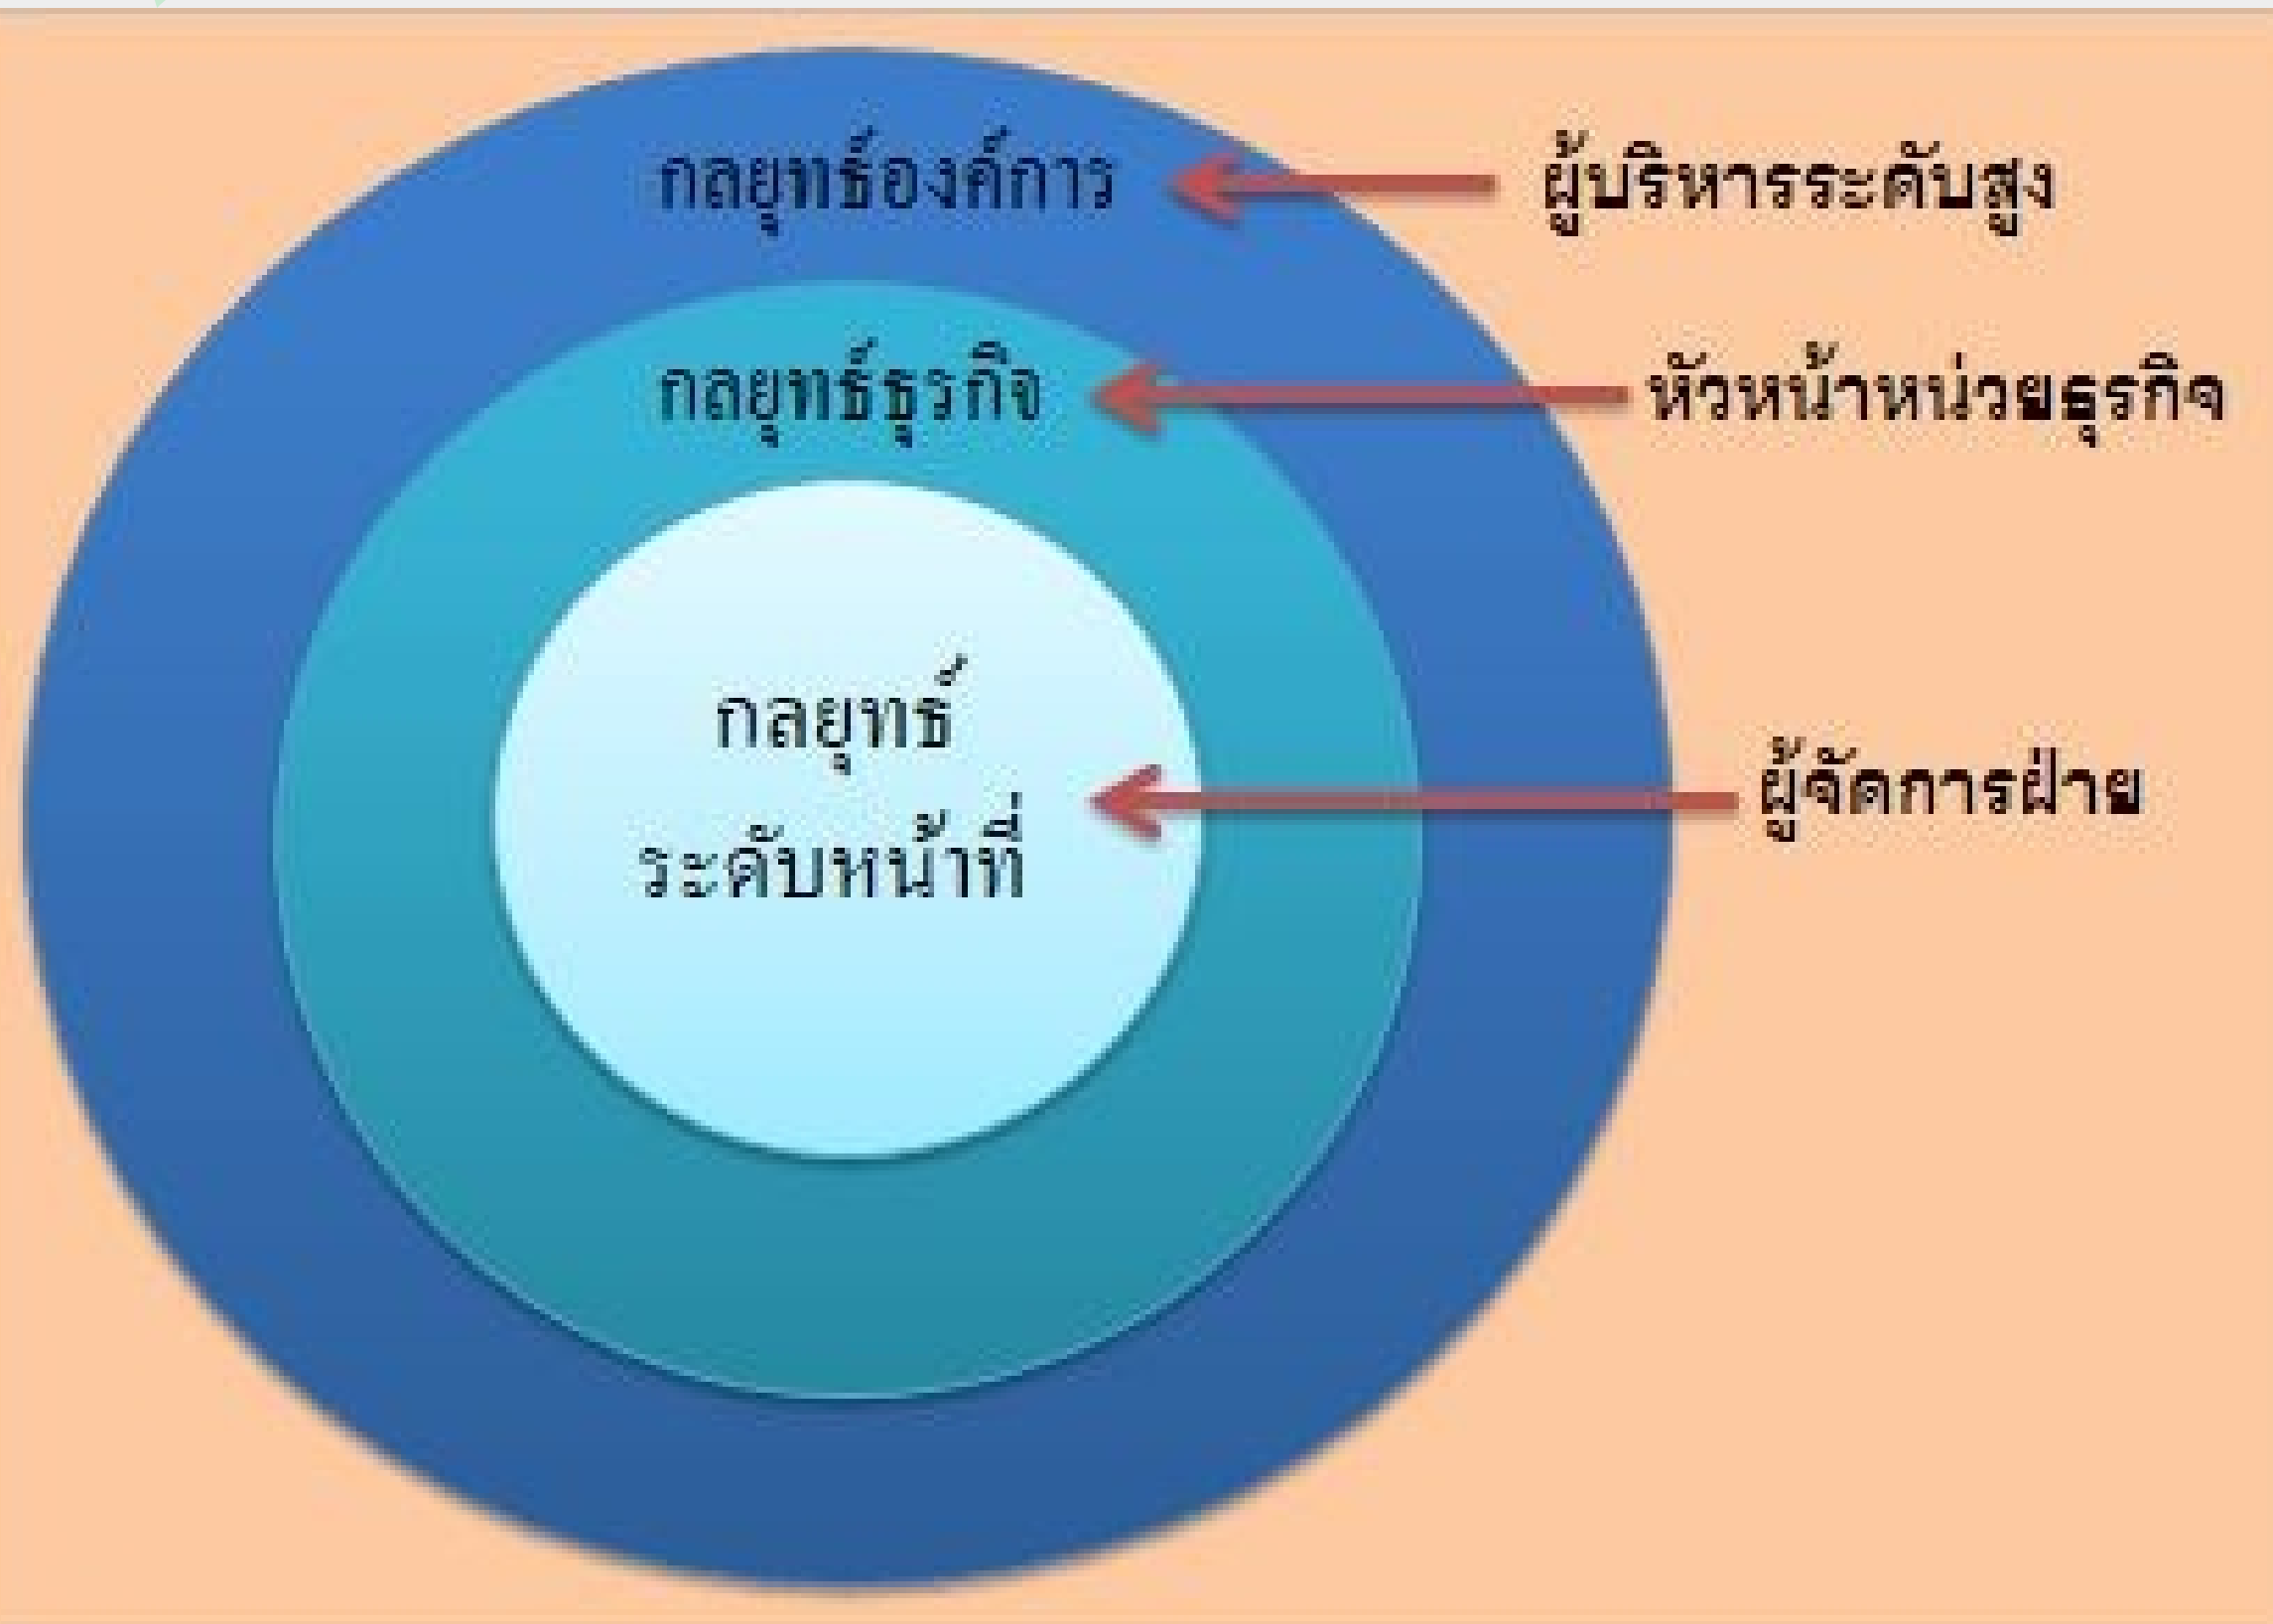 กลยุทธ์องค์การ
ผู้บริหารระดับสูง
กลยุทธ์ธุรกิจ
หัวหน้าหน่วยธุรกิจ
กลยุทธ์
ระดับหน้าที่
ผู้จัดการฝ่าย